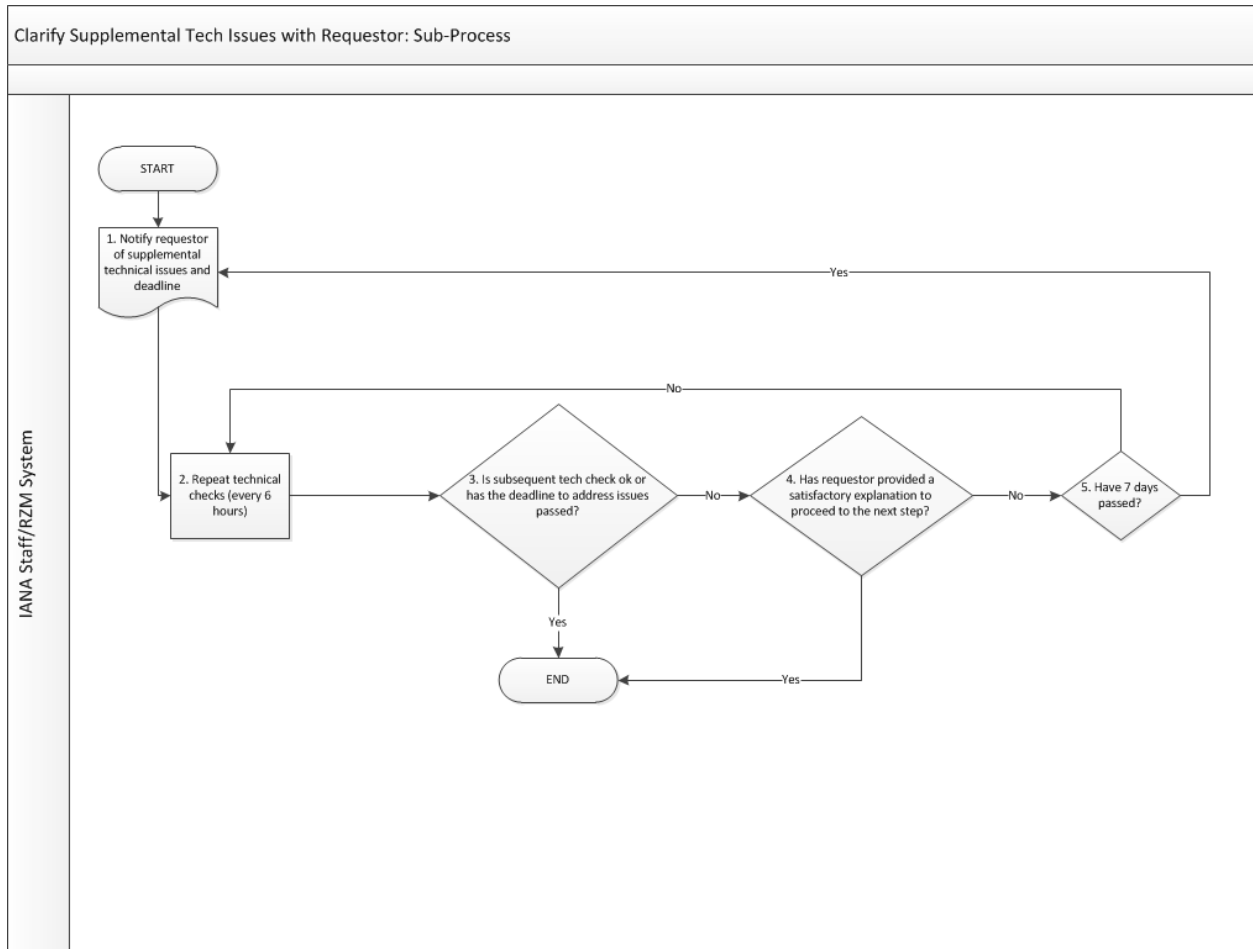 Clarify Supplemental Tech Issues with Requestor: Sub-Process
IANA Staff/RZM System
START
1. Notify requestor
of supplemental
technical issues and
deadline
Yes
No
2. Repeat technical
checks (every 6
hours)
3. Is subsequent tech check ok or
has the deadline to address issues
passed?
No
4. Has requestor provided a
satisfactory explanation to
proceed to the next step?
No
5. Have 7 days
passed?
Yes
END
Yes